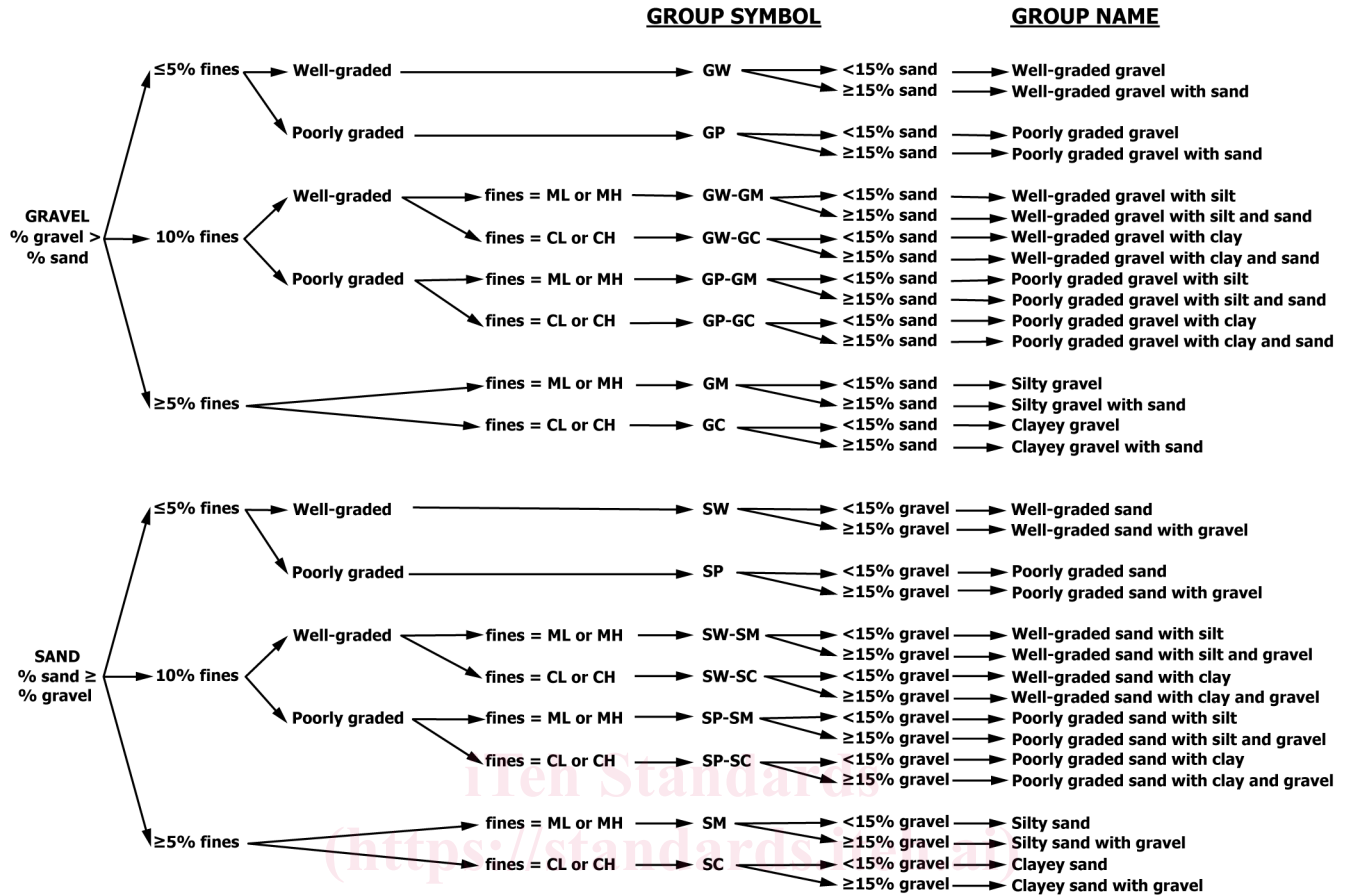 GROUP SYMBOL GROUP NAME
≤5% fines Well-graded GW <15% sand Well-graded gravel
≥15% sand Well-graded gravel with sand
Poorly graded GP <15% sand Poorly graded gravel
≥15% sand Poorly graded gravel with sand
Well-graded fines = ML or MH GW-GM <15% sand Well-graded gravel with silt
≥15% sand Well-graded gravel with silt and sand
GRAVEL
% gravel > 10% fines fines = CL or CH GW-GC <15% sand Well-graded gravel with clay
% sand ≥15% sand Well-graded gravel with clay and sand
Poorly graded fines = ML or MH GP-GM <15% sand Poorly graded gravel with silt
≥15% sand Poorly graded gravel with silt and sand
fines = CL or CH GP-GC <15% sand Poorly graded gravel with clay
≥15% sand Poorly graded gravel with clay and sand
fines = ML or MH GM <15% sand Silty gravel
≥5% fines ≥15% sand Silty gravel with sand
fines = CL or CH GC <15% sand Clayey gravel
≥15% sand Clayey gravel with sand
≤5% fines Well-graded SW <15% gravel Well-graded sand
≥15% gravel Well-graded sand with gravel
Poorly graded SP <15% gravel Poorly graded sand
≥15% gravel Poorly graded sand with gravel
Well-graded fines = ML or MH SW-SM <15% gravel Well-graded sand with silt
SAND ≥15% gravel Well-graded sand with silt and gravel
% sand ≥ 10% fines fines = CL or CH SW-SC <15% gravel Well-graded sand with clay
% gravel ≥15% gravel Well-graded sand with clay and gravel
Poorly graded fines = ML or MH SP-SM <15% gravel Poorly graded sand with silt
≥15% gravel Poorly graded sand with silt and gravel
fines = CL or CH SP-SC <15% gravel Poorly graded sand with clay
≥15% gravel Poorly graded sand with clay and gravel
iTeh Standards
fines = ML or MH SM <15% gravel Silty sand
≥5% fines ≥15% gravel Silty sand with gravel
(https://standards.iteh.ai)
fines = CL or CH SC <15% gravel Clayey sand
≥15% gravel Clayey sand with gravel